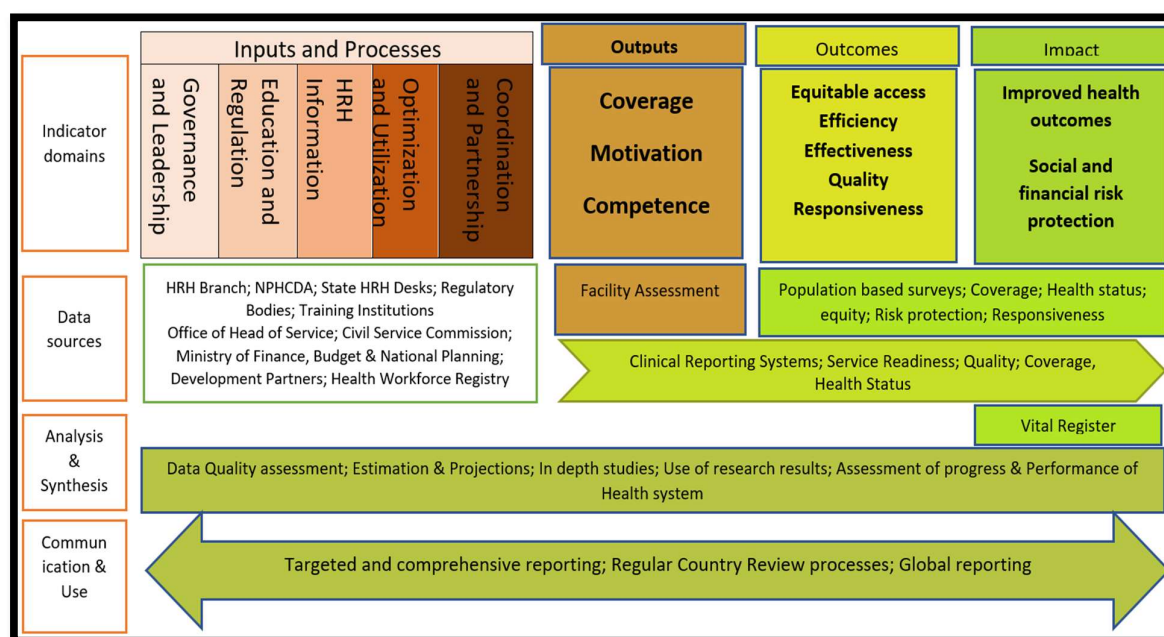 Inputs and Processes
Outputs
Outcomes
Impact
Indicator
domains
Governance
and Leadership
Education and
Regulation
HRH
Information
Optimization
and Utilization
Coordination
and Partnership
Coverage
Motivation
Competence
Equitable access
Efficiency
Effectiveness
Quality
Responsiveness
Improved health
outcomes
Social and
financial risk
protection
Data
sources
HRH Branch; NPHCDA; State HRH Desks; Regulatory
Bodies; Training Institutions
Office of Head of Service; Civil Service Commission;
Ministry of Finance, Budget & National Planning;
Development Partners; Health Workforce Registry
Facility Assessment
Population based surveys; Coverage; Health status;
equity; Risk protection; Responsiveness
Clinical Reporting Systems; Service Readiness; Quality; Coverage,
Health Status
Analysis
&
Synthesis
Vital Register
Data Quality assessment; Estimation & Projections; In depth studies; Use of research results; Assessment of progress & Performance of
Health system
Commun
ication &
Use
Targeted and comprehensive reporting; Regular Country Review processes; Global reporting